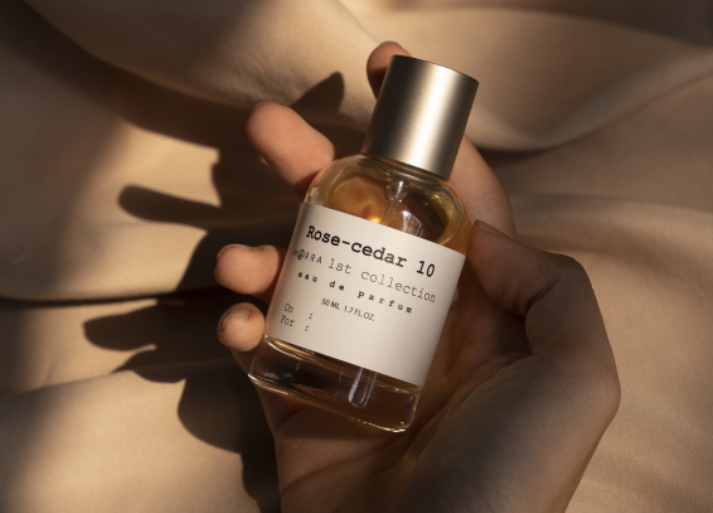 Rose-cedar 10
1st collection
eau de parfum
50 ML 1.7 FL.OZ.
On :
For :